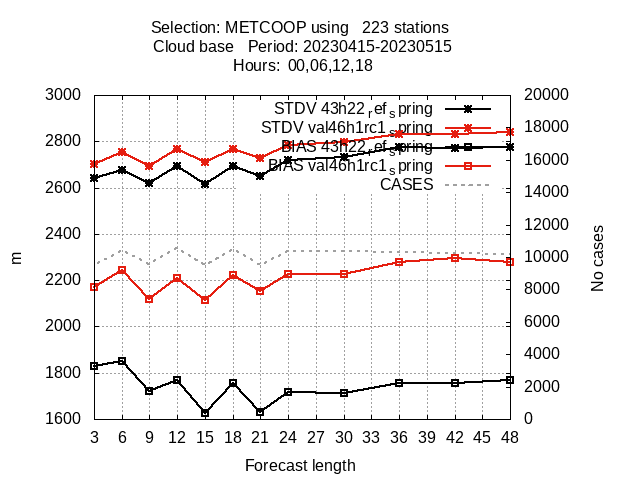 Selection: METCOOP using 223 stations
Cloud base Period: 20230415-20230515
Hours: 00,06,12,18
3000
2800
2600
2400
2200
2000
1800
1600
m
STDV 43h22_ref_spring
STDV val46h1rc1_spring
BIAS 43h22_ref_spring
BIAS val46h1rc1_spring
CASES
20000
18000
16000
14000
12000
10000
8000
6000
4000
2000
0
No cases
3 6 9 12 15 18 21 24 27 30 33 36 39 42 45 48
Forecast length